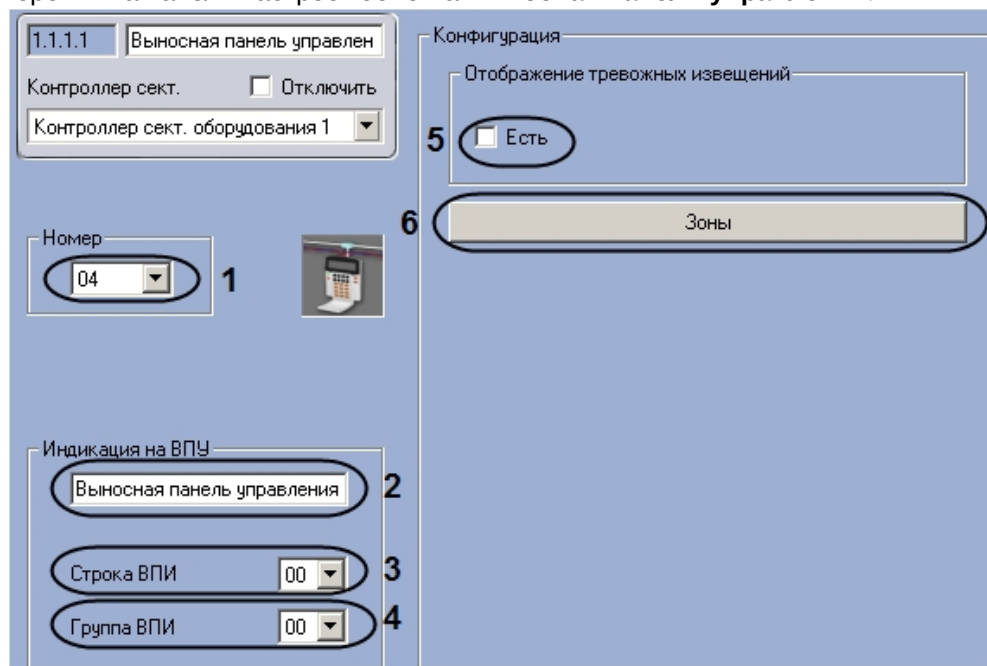 1.1.1.1 Выносная панель управлен
Контроллер сект. Отключить
Контроллер сект. оборудования 1
Номер
04 1
Индикация на ВПУ
Выносная панель управления 2
Строка ВПИ 00 3
Группа ВПИ 00 4
Конфигурация
Отображение тревожных извещений
5 Есть
6 Зоны